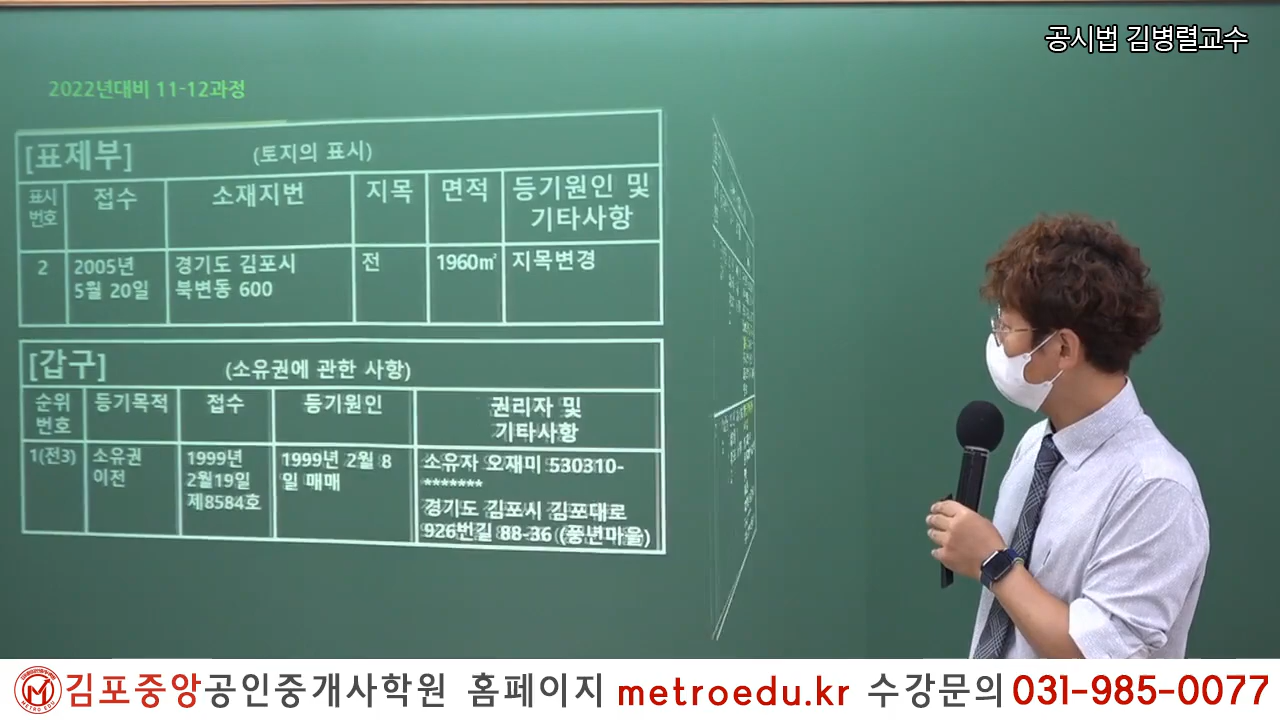 공시법 김병렬교수
2022년대비 11-12과정
[표제부] (토지의 표시)
표시
번호
접수
소재지번
지목
면적
등기원인 및
기타사항
2
2005년
5월 20일
경기도 김포시
북변동 600
전
1960㎡
지목변경
[갑구] (소유권에 관한 사항)
순위
번호
등기목적
접수
등기원인
권리자 및
기타사항
1(전3)
소유권
이전
1999년
2월19일
제8584호
1999년 2월 8
일 매매
소유자 오재미 530310-
*******
경기도 김포시 김포대로
926번길 88-36 (풍년마을)
METRO EDU
김포중앙공인중개사학원 홈페이지 metroedu.kr 수강문의 031-985-0077